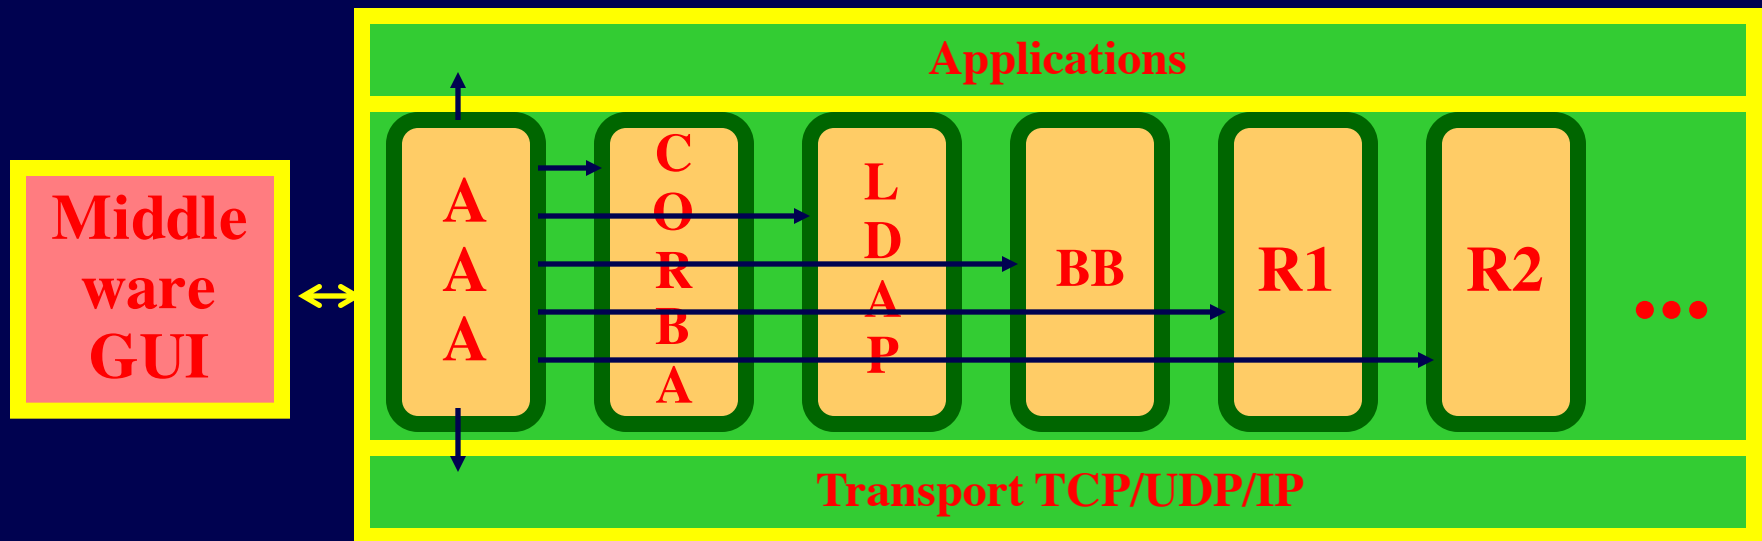 Applications
Middle
ware
GUI
A
A
A
C
O
R
B
A
L
D
A
P
BB
R1
R2
...
Transport TCP/UDP/IP